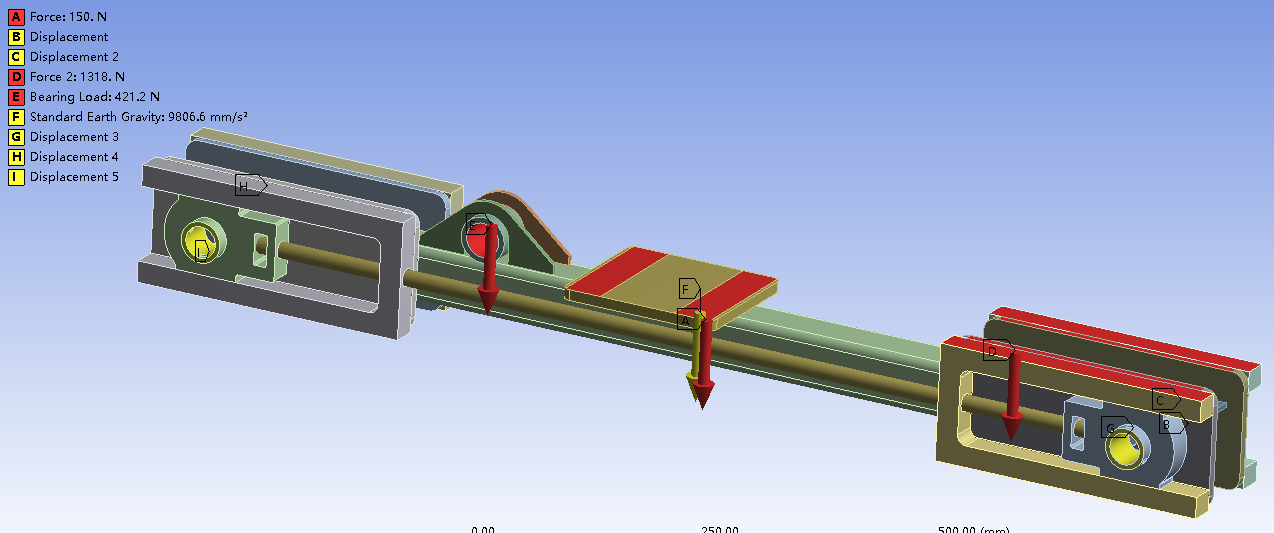 A Force: 150. N
B Displacement
C Displacement 2
D Force 2: 1318. N
E Bearing Load: 421.2 N
F Standard Earth Gravity: 9806.6 mm/s²
G Displacement 3
H Displacement 4
I Displacement 5
H
E
I
F
A
D
C
B
G
0.00 250.00 500.00 (mm)